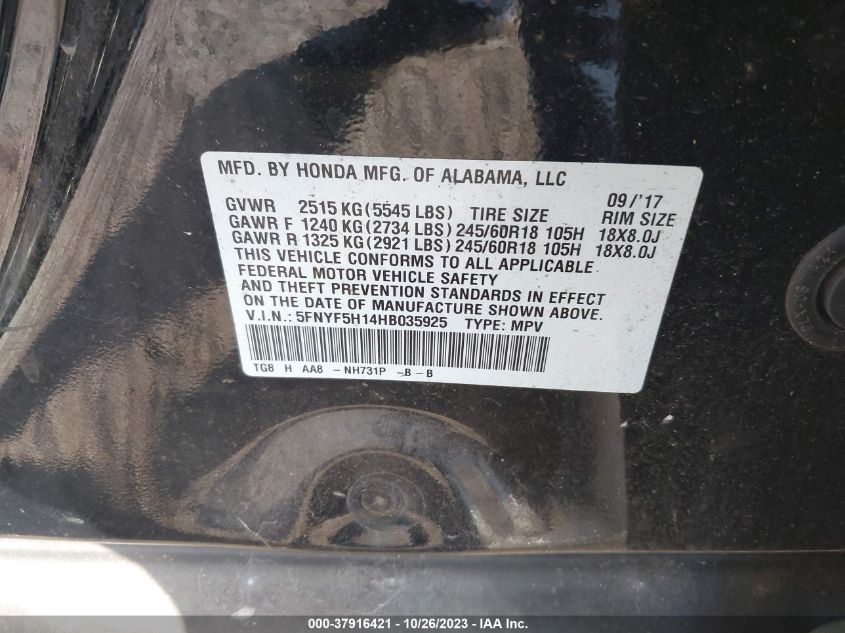 MFD. BY HONDA MFG. OF ALABAMA, LLC 09/'17
GVWR 2515 KG(5545 LBS) TIRE SIZE RIM SIZE
GAWR F 1240 KG(2734 LBS)245/60R18 105H 18X8.0J
GAWR R 1325 KG(2921 LBS)245/60R18 105H 18X8.0J
THIS VEHICLE CONFORMS TO ALL APPLICABLE
FEDERAL MOTOR VEHICLE SAFETY
AND THEFT PREVENTION STANDARDS IN EFFECT
ON THE DATE OF MANUFACTURE SHOWN ABOVE.
V.I.N.: 5FNYF5H14HB035925 TYPE: MPV
TG8 H AA8 - NH731P - B - B
000-37916421 - 10/26/2023 - IAA Inc.